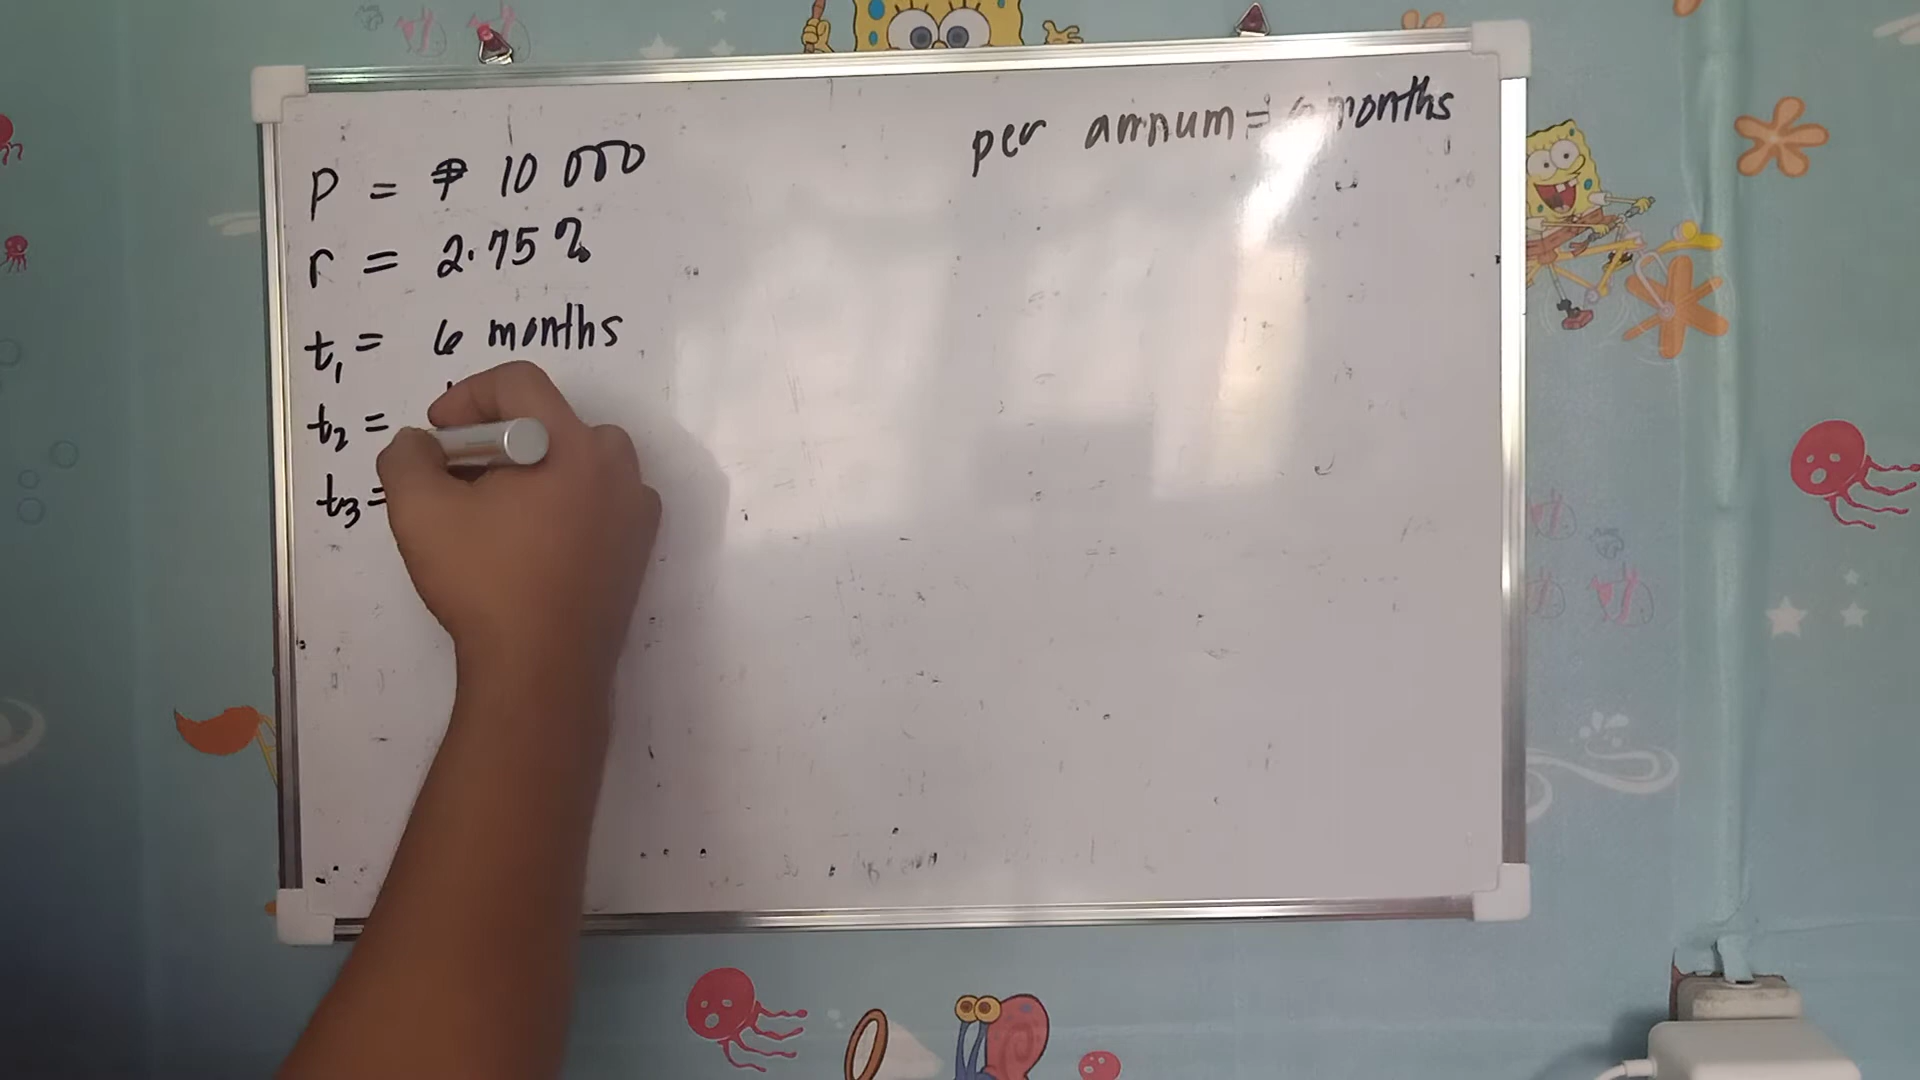 P = ₱ 10 000
r = 2.75 %
t₁ = 6 months
t₂ =
t₃ =
per annum = 6 months